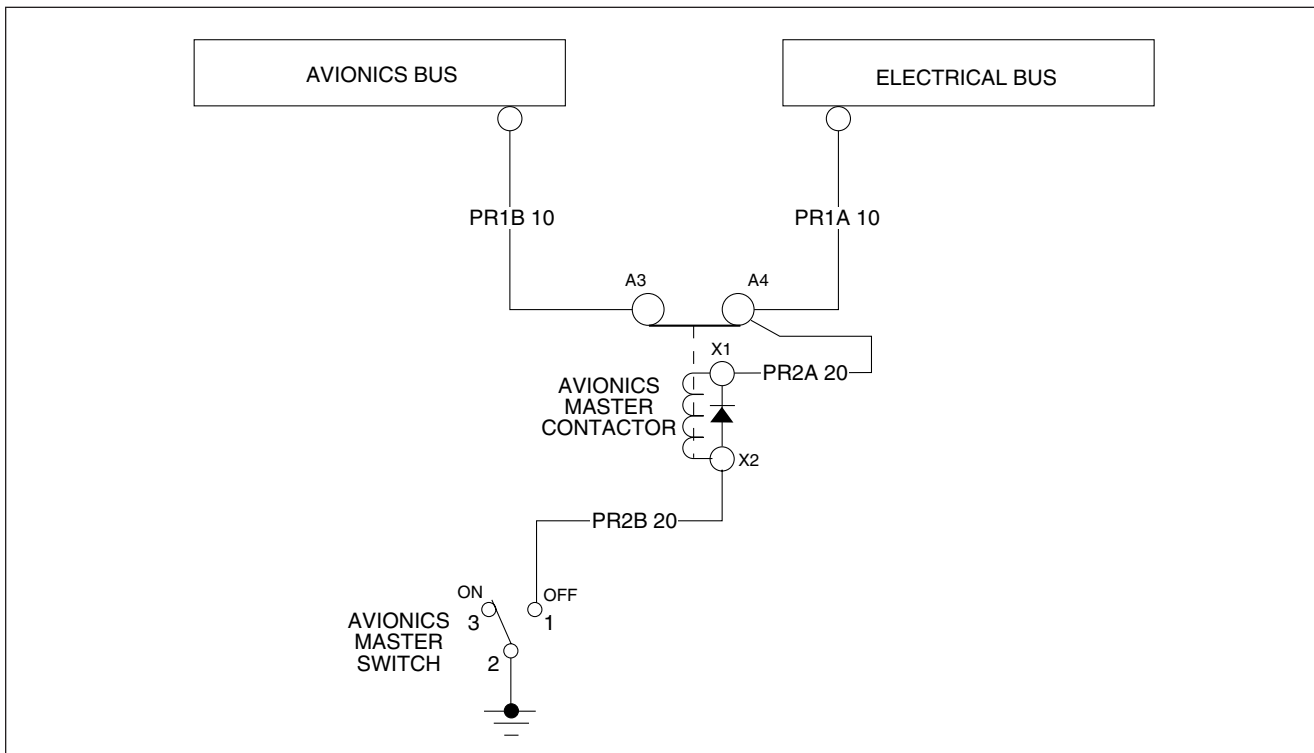 AVIONICS BUS
ELECTRICAL BUS
PR1B 10
PR1A 10
A3
A4
X1
PR2A 20
AVIONICS
MASTER
CONTACTOR
X2
PR2B 20
ON
OFF
3
1
AVIONICS
MASTER
SWITCH
2